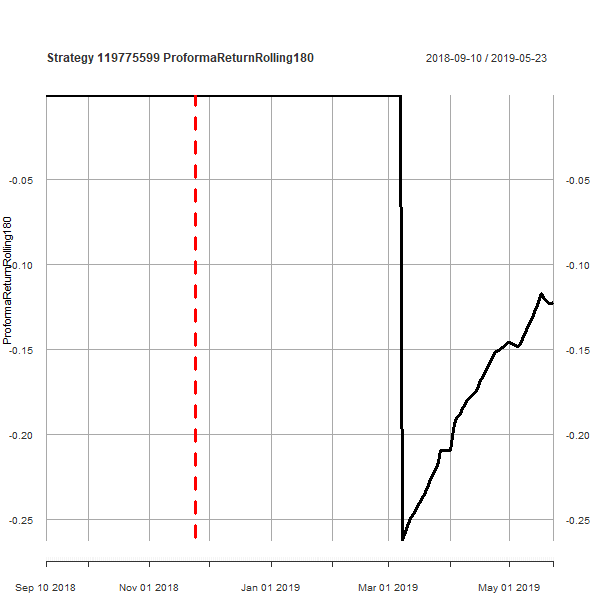 Strategy 119775599 ProformaReturnRolling180
2018-09-10 / 2019-05-23
ProformaReturnRolling180
-0.05
-0.10
-0.15
-0.20
-0.25
-0.05
-0.10
-0.15
-0.20
-0.25
Sep 10 2018
Nov 01 2018
Jan 01 2019
Mar 01 2019
May 01 2019